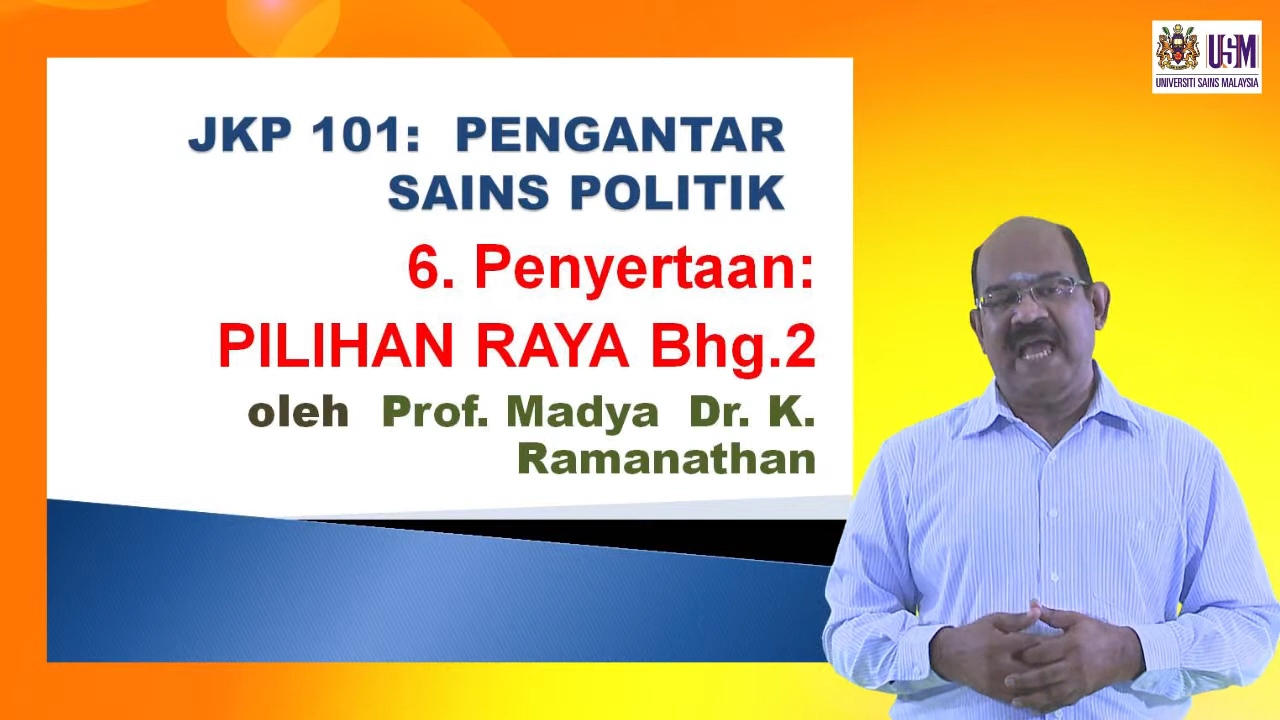 JKP 101: PENGANTAR
SAINS POLITIK
6. Penyertaan:
PILIHAN RAYA Bhg.2
oleh Prof. Madya Dr. K.
Ramanathan
USM
UNIVERSITI SAINS MALAYSIA